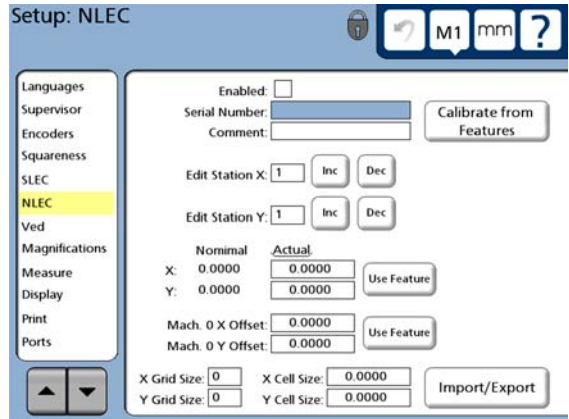 Setup: NLEC
M1 mm ?
Languages
Supervisor
Encoders
Squareness
SLEC
NLEC
Ved
Magnifications
Measure
Display
Print
Ports
Enabled:
Serial Number:
Comment:
Calibrate from
Features
Edit Station X: 1 Inc Dec
Edit Station Y: 1 Inc Dec
Nomimal Actual
X: 0.0000 0.0000
Y: 0.0000 0.0000
Use Feature
Mach. 0 X Offset: 0.0000
Mach. 0 Y Offset: 0.0000
Use Feature
X Grid Size: 0 X Cell Size: 0.0000
Y Grid Size: 0 Y Cell Size: 0.0000
Import/Export